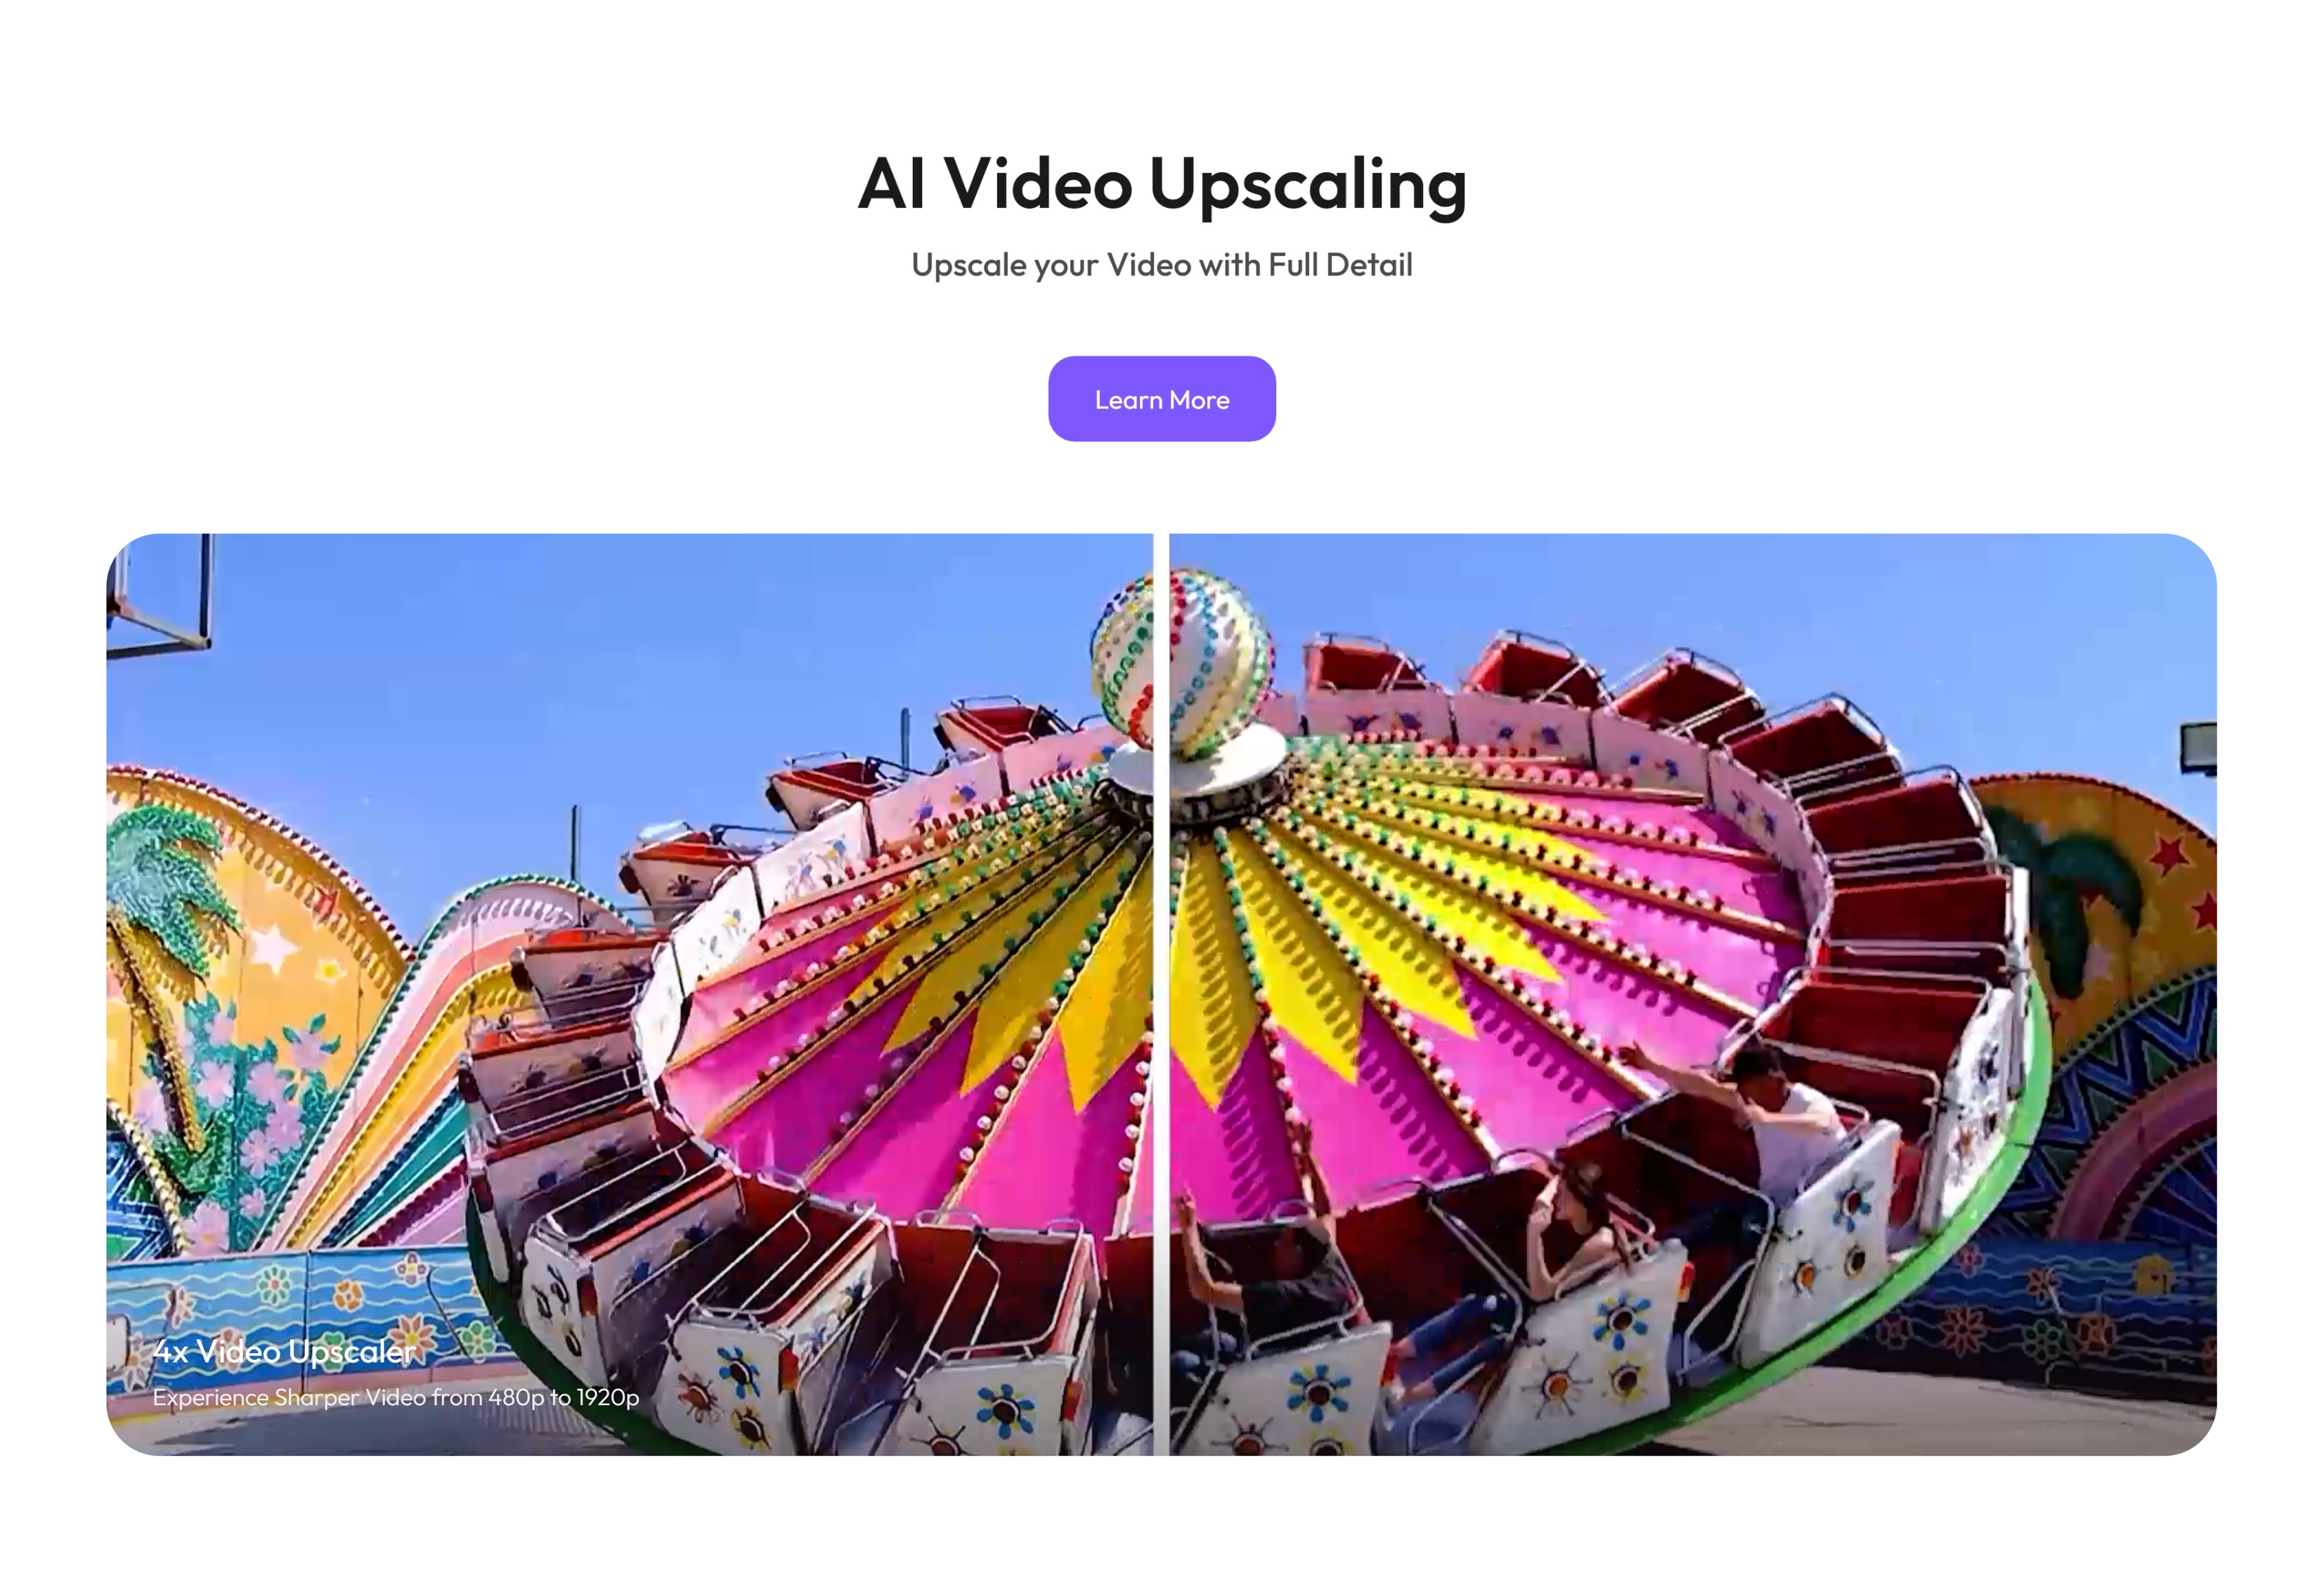 AI Video Upscaling
Upscale your Video with Full Detail
Learn More
4x Video Upscaler
Experience Sharper Video from 480p to 1920p